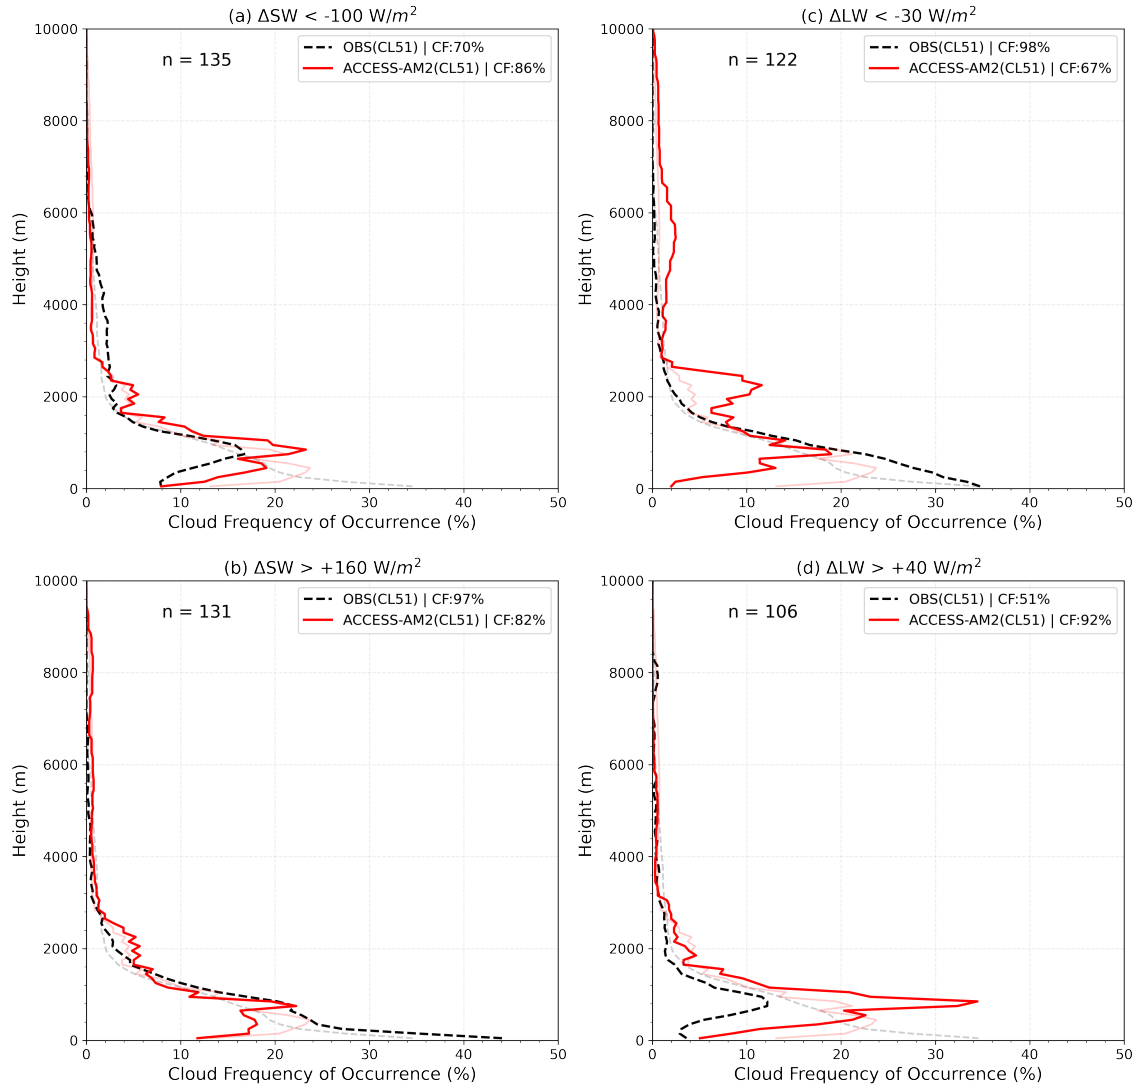 (a) ΔSW < -100 W/m²
n = 135
OBS(CL51) | CF:70%
ACCESS-AM2(CL51) | CF:86%
10000
8000
6000
4000
2000
0
Height (m)
0 10 20 30 40 50
Cloud Frequency of Occurrence (%)
(c) ΔLW < -30 W/m²
n = 122
OBS(CL51) | CF:98%
ACCESS-AM2(CL51) | CF:67%
10000
8000
6000
4000
2000
0
Height (m)
0 10 20 30 40 50
Cloud Frequency of Occurrence (%)
(b) ΔSW > +160 W/m²
n = 131
OBS(CL51) | CF:97%
ACCESS-AM2(CL51) | CF:82%
10000
8000
6000
4000
2000
0
Height (m)
0 10 20 30 40 50
Cloud Frequency of Occurrence (%)
(d) ΔLW > +40 W/m²
n = 106
OBS(CL51) | CF:51%
ACCESS-AM2(CL51) | CF:92%
10000
8000
6000
4000
2000
0
Height (m)
0 10 20 30 40 50
Cloud Frequency of Occurrence (%)